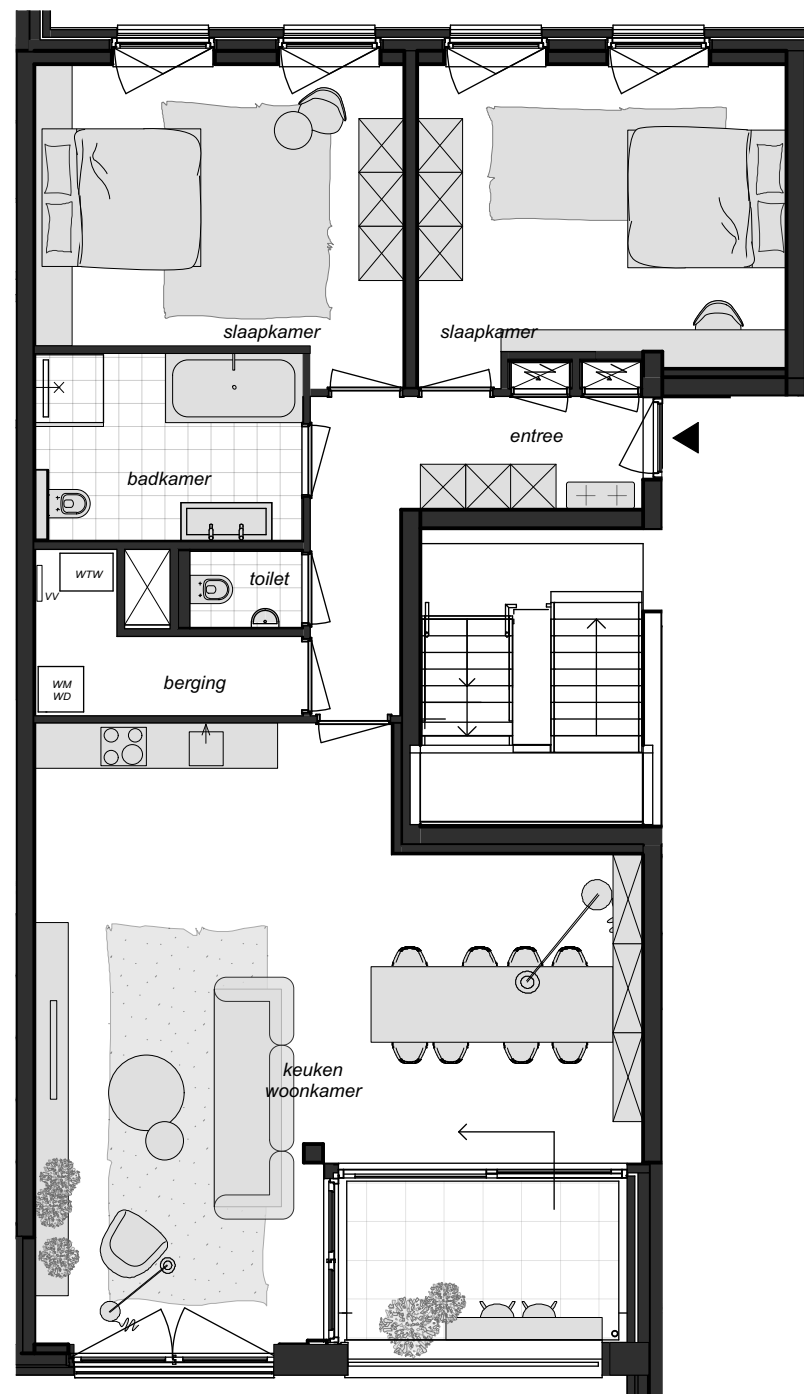 slaapkamer
slaapkamer
entree
badkamer
WTW
VV
toilet
WM
WD
berging
keuken
woonkamer